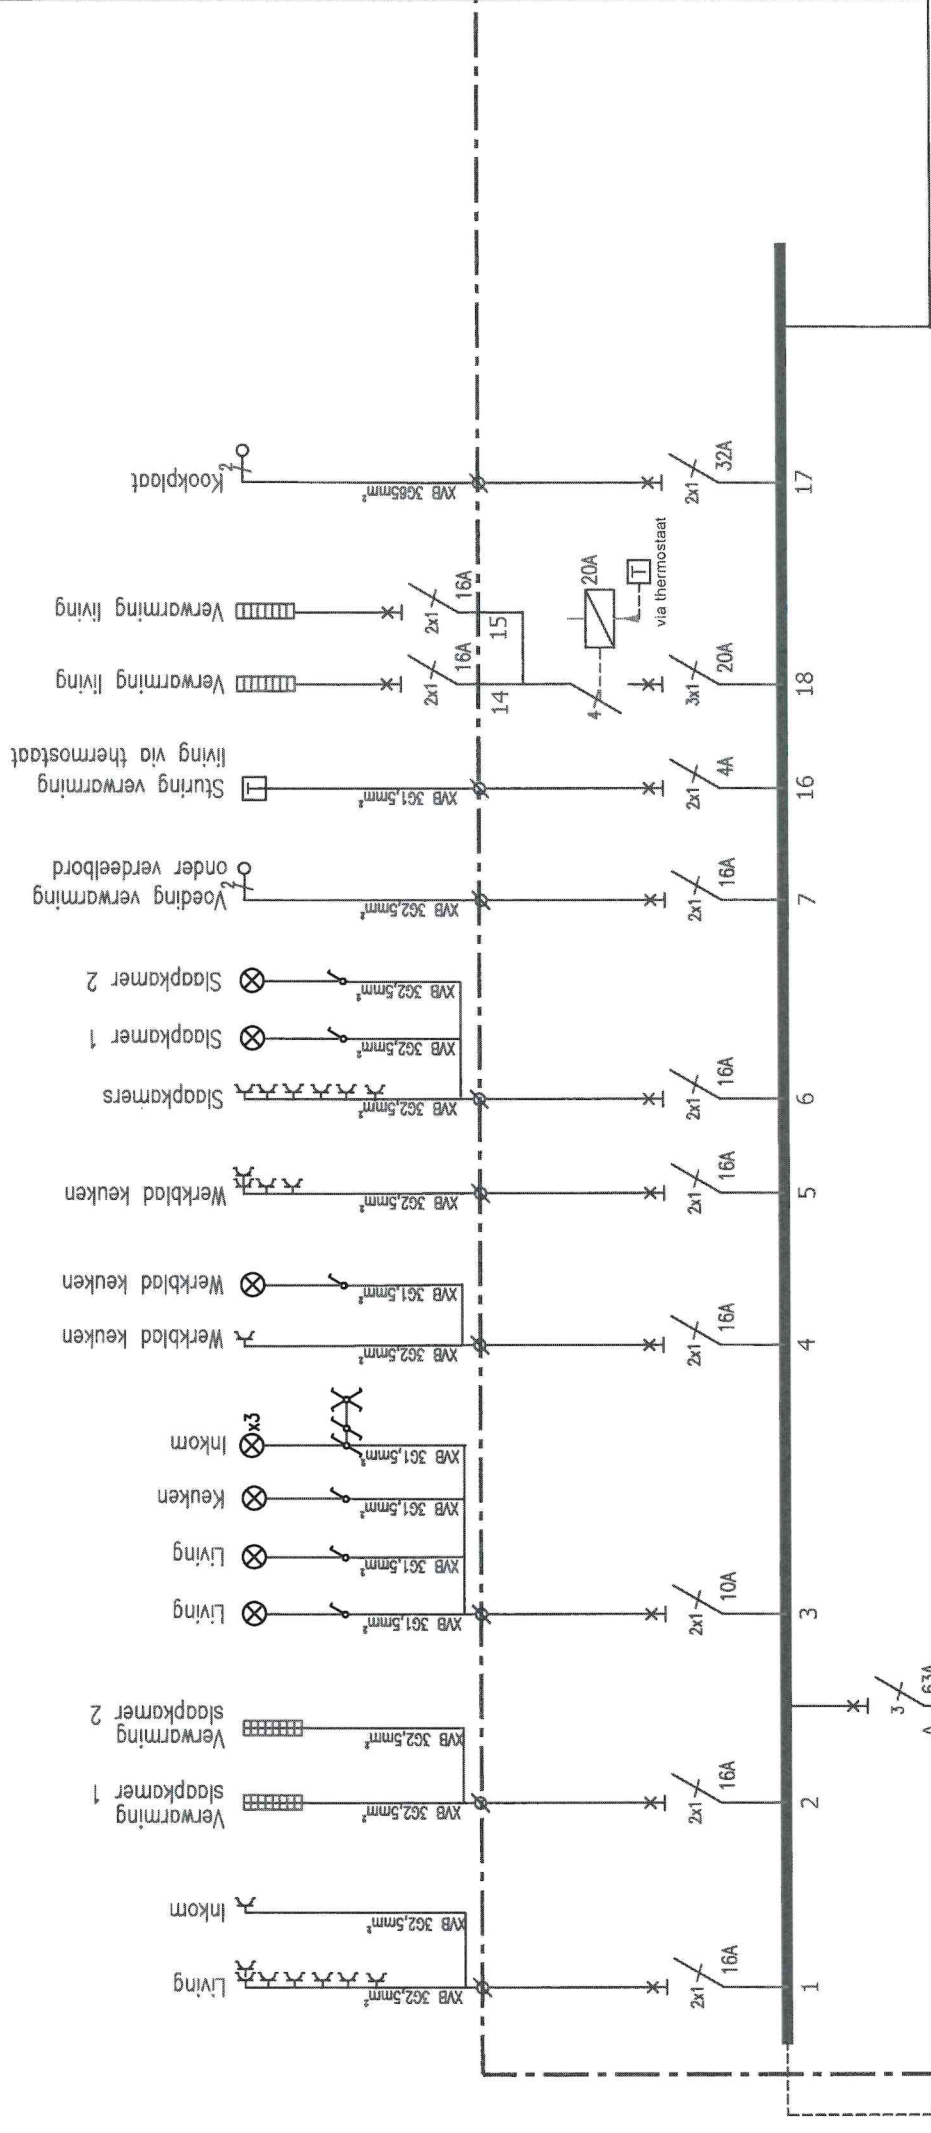 Kookplaat
2
XVB 3G65mm²
2x1
32A
17
Verwarming living
2x1
16A
15
Verwarming living
2x1
16A
14
20A
T
via thermostaat
4
3x1
20A
18
Sturing verwarming
living via thermostaat
T
XVB 3G1,5mm²
2x1
4A
16
Voeding verwarming
onder verdeelbord
2
XVB 3G2,5mm²
2x1
16A
7
Slaapkamer 2
XVB 3G2,5mm²
Slaapkamer 1
XVB 3G2,5mm²
Slaapkamers
XVB 3G2,5mm²
2x1
16A
6
Werkblad keuken
XVB 3G2,5mm²
2x1
16A
5
Werkblad keuken
XVB 3G1,5mm²
Werkblad keuken
XVB 3G2,5mm²
2x1
16A
4
Inkom
x3
XVB 3G1,5mm²
Keuken
XVB 3G1,5mm²
Living
XVB 3G1,5mm²
Living
XVB 3G1,5mm²
2x1
10A
3
3
63A
Verwarming
slaapkamer 2
XVB 3G2,5mm²
Verwarming
slaapkamer 1
XVB 3G2,5mm²
2x1
16A
2
Inkom
XVB 3G2,5mm²
Living
XVB 3G2,5mm²
2x1
16A
1